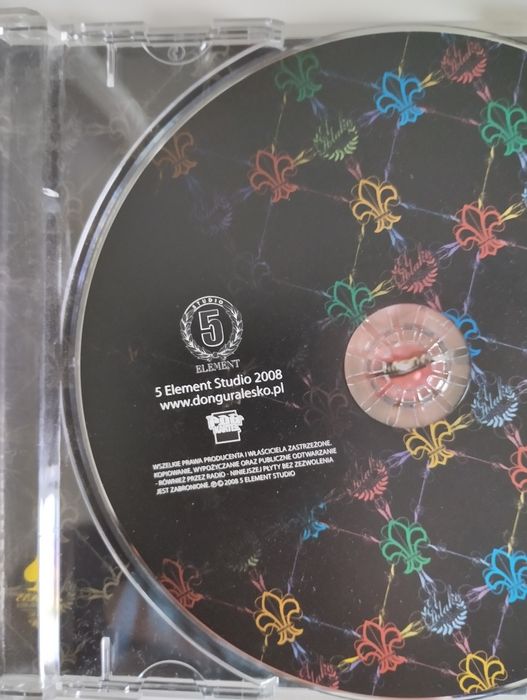 STUDIO
5
ELEMENT
5 Element Studio 2008
www.donguralesko.pl
WSZELKIE PRAWA PRODUCENTA I WŁAŚCICIELA ZASTRZEŻONE.
KOPIOWANIE, WYPOŻYCZANIE ORAZ PUBLICZNE ODTWARZANIE
- RÓWNIEŻ PRZEZ RADIO - NINIEJSZEJ PŁYTY BEZ ZEZWOLENIA
JEST ZABRONIONE. ℗ © 2008 5 ELEMENT STUDIO